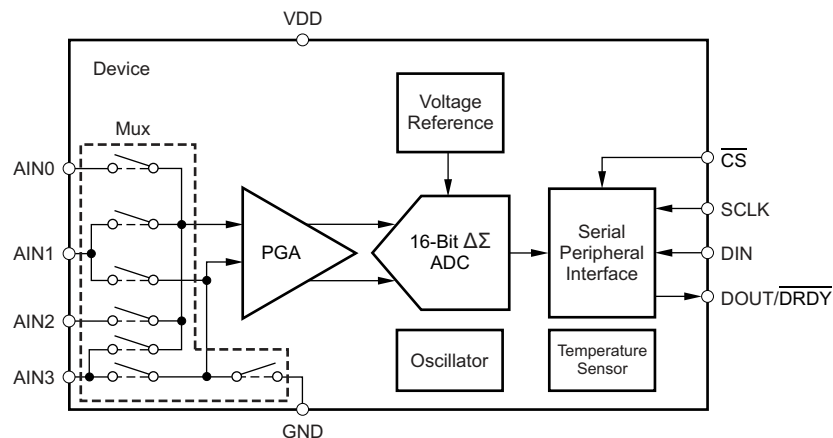 VDD
Device
Mux
Voltage
Reference
AIN0
CS
SCLK
AIN1
PGA
16-Bit ΔΣ
ADC
Serial
Peripheral
Interface
DIN
DOUT/DRDY
AIN2
AIN3
Oscillator
Temperature
Sensor
GND